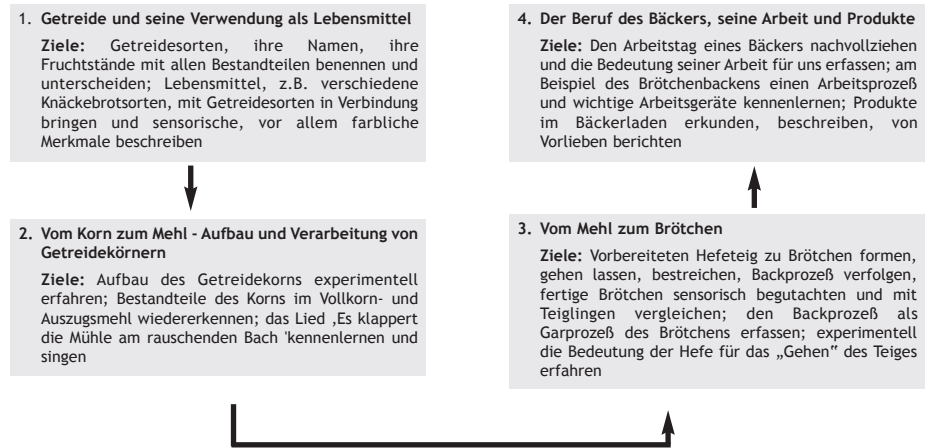 1. Getreide und seine Verwendung als Lebensmittel
Ziele: Getreidesorten, ihre Namen, ihre
Fruchtstände mit allen Bestandteilen benennen und
unterscheiden; Lebensmittel, z.B. verschiedene
Knäckebrotsorten, mit Getreidesorten in Verbindung
bringen und sensorische, vor allem farbliche
Merkmale beschreiben
2. Vom Korn zum Mehl - Aufbau und Verarbeitung von
Getreidekörnern
Ziele: Aufbau des Getreidekorns experimentell
erfahren; Bestandteile des Korns im Vollkorn- und
Auszugsmehl wiedererkennen; das Lied ‚Es klappert
die Mühle am rauschenden Bach 'kennenlernen und
singen
3. Vom Mehl zum Brötchen
Ziele: Vorbereiteten Hefeteig zu Brötchen formen,
gehen lassen, bestreichen, Backprozeß verfolgen,
fertige Brötchen sensorisch begutachten und mit
Teiglingen vergleichen; den Backprozeß als
Garprozeß des Brötchens erfassen; experimentell
die Bedeutung der Hefe für das „Gehen" des Teiges
erfahren
4. Der Beruf des Bäckers, seine Arbeit und Produkte
Ziele: Den Arbeitstag eines Bäckers nachvollziehen
und die Bedeutung seiner Arbeit für uns erfassen; am
Beispiel des Brötchenbackens einen Arbeitsprozeß
und wichtige Arbeitsgeräte kennenlernen; Produkte
im Bäckerladen erkunden, beschreiben, von
Vorlieben berichten